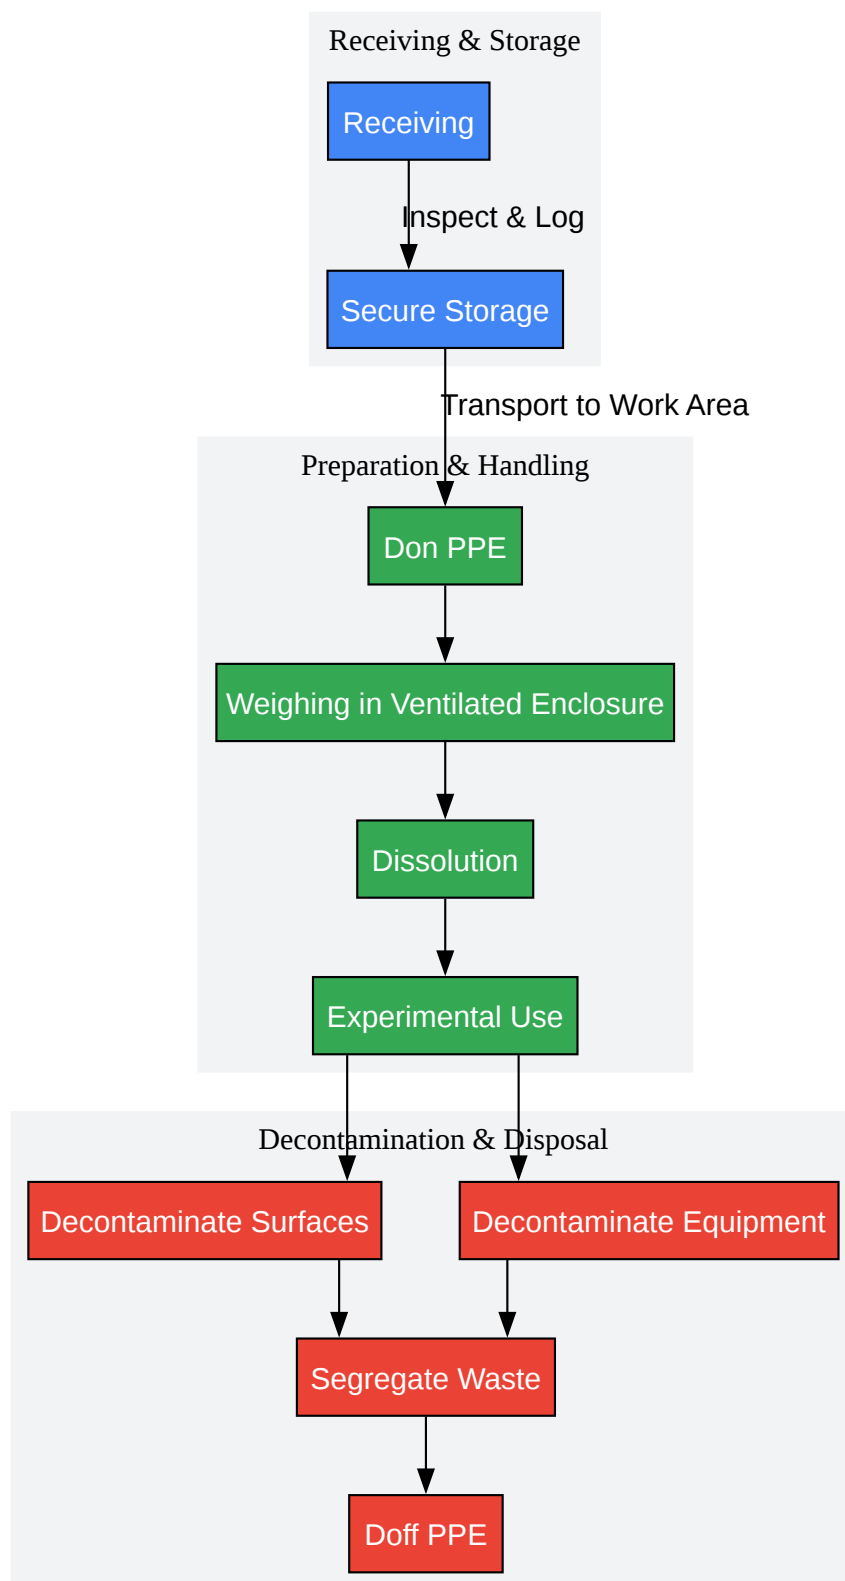 Receiving & Storage
Receiving
Inspect & Log
Secure Storage
Transport to Work Area
Preparation & Handling
Don PPE
Weighing in Ventilated Enclosure
Dissolution
Experimental Use
Decontamination & Disposal
Decontaminate Surfaces
Decontaminate Equipment
Segregate Waste
Doff PPE